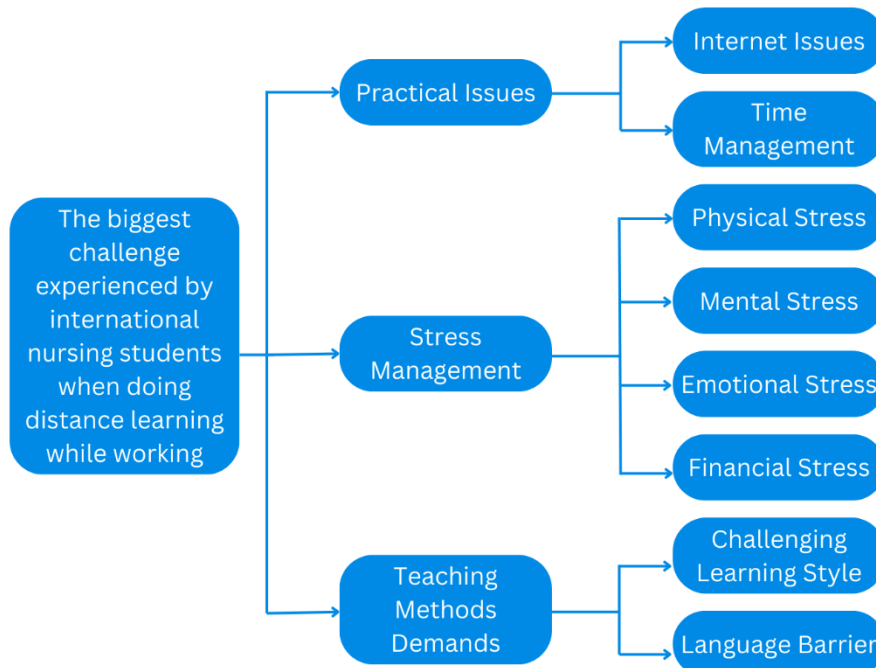 The biggest
challenge
experienced by
international
nursing students
when doing
distance learning
while working
Practical Issues
Internet Issues
Time
Management
Stress
Management
Physical Stress
Mental Stress
Emotional Stress
Financial Stress
Teaching
Methods
Demands
Challenging
Learning Style
Language Barrier